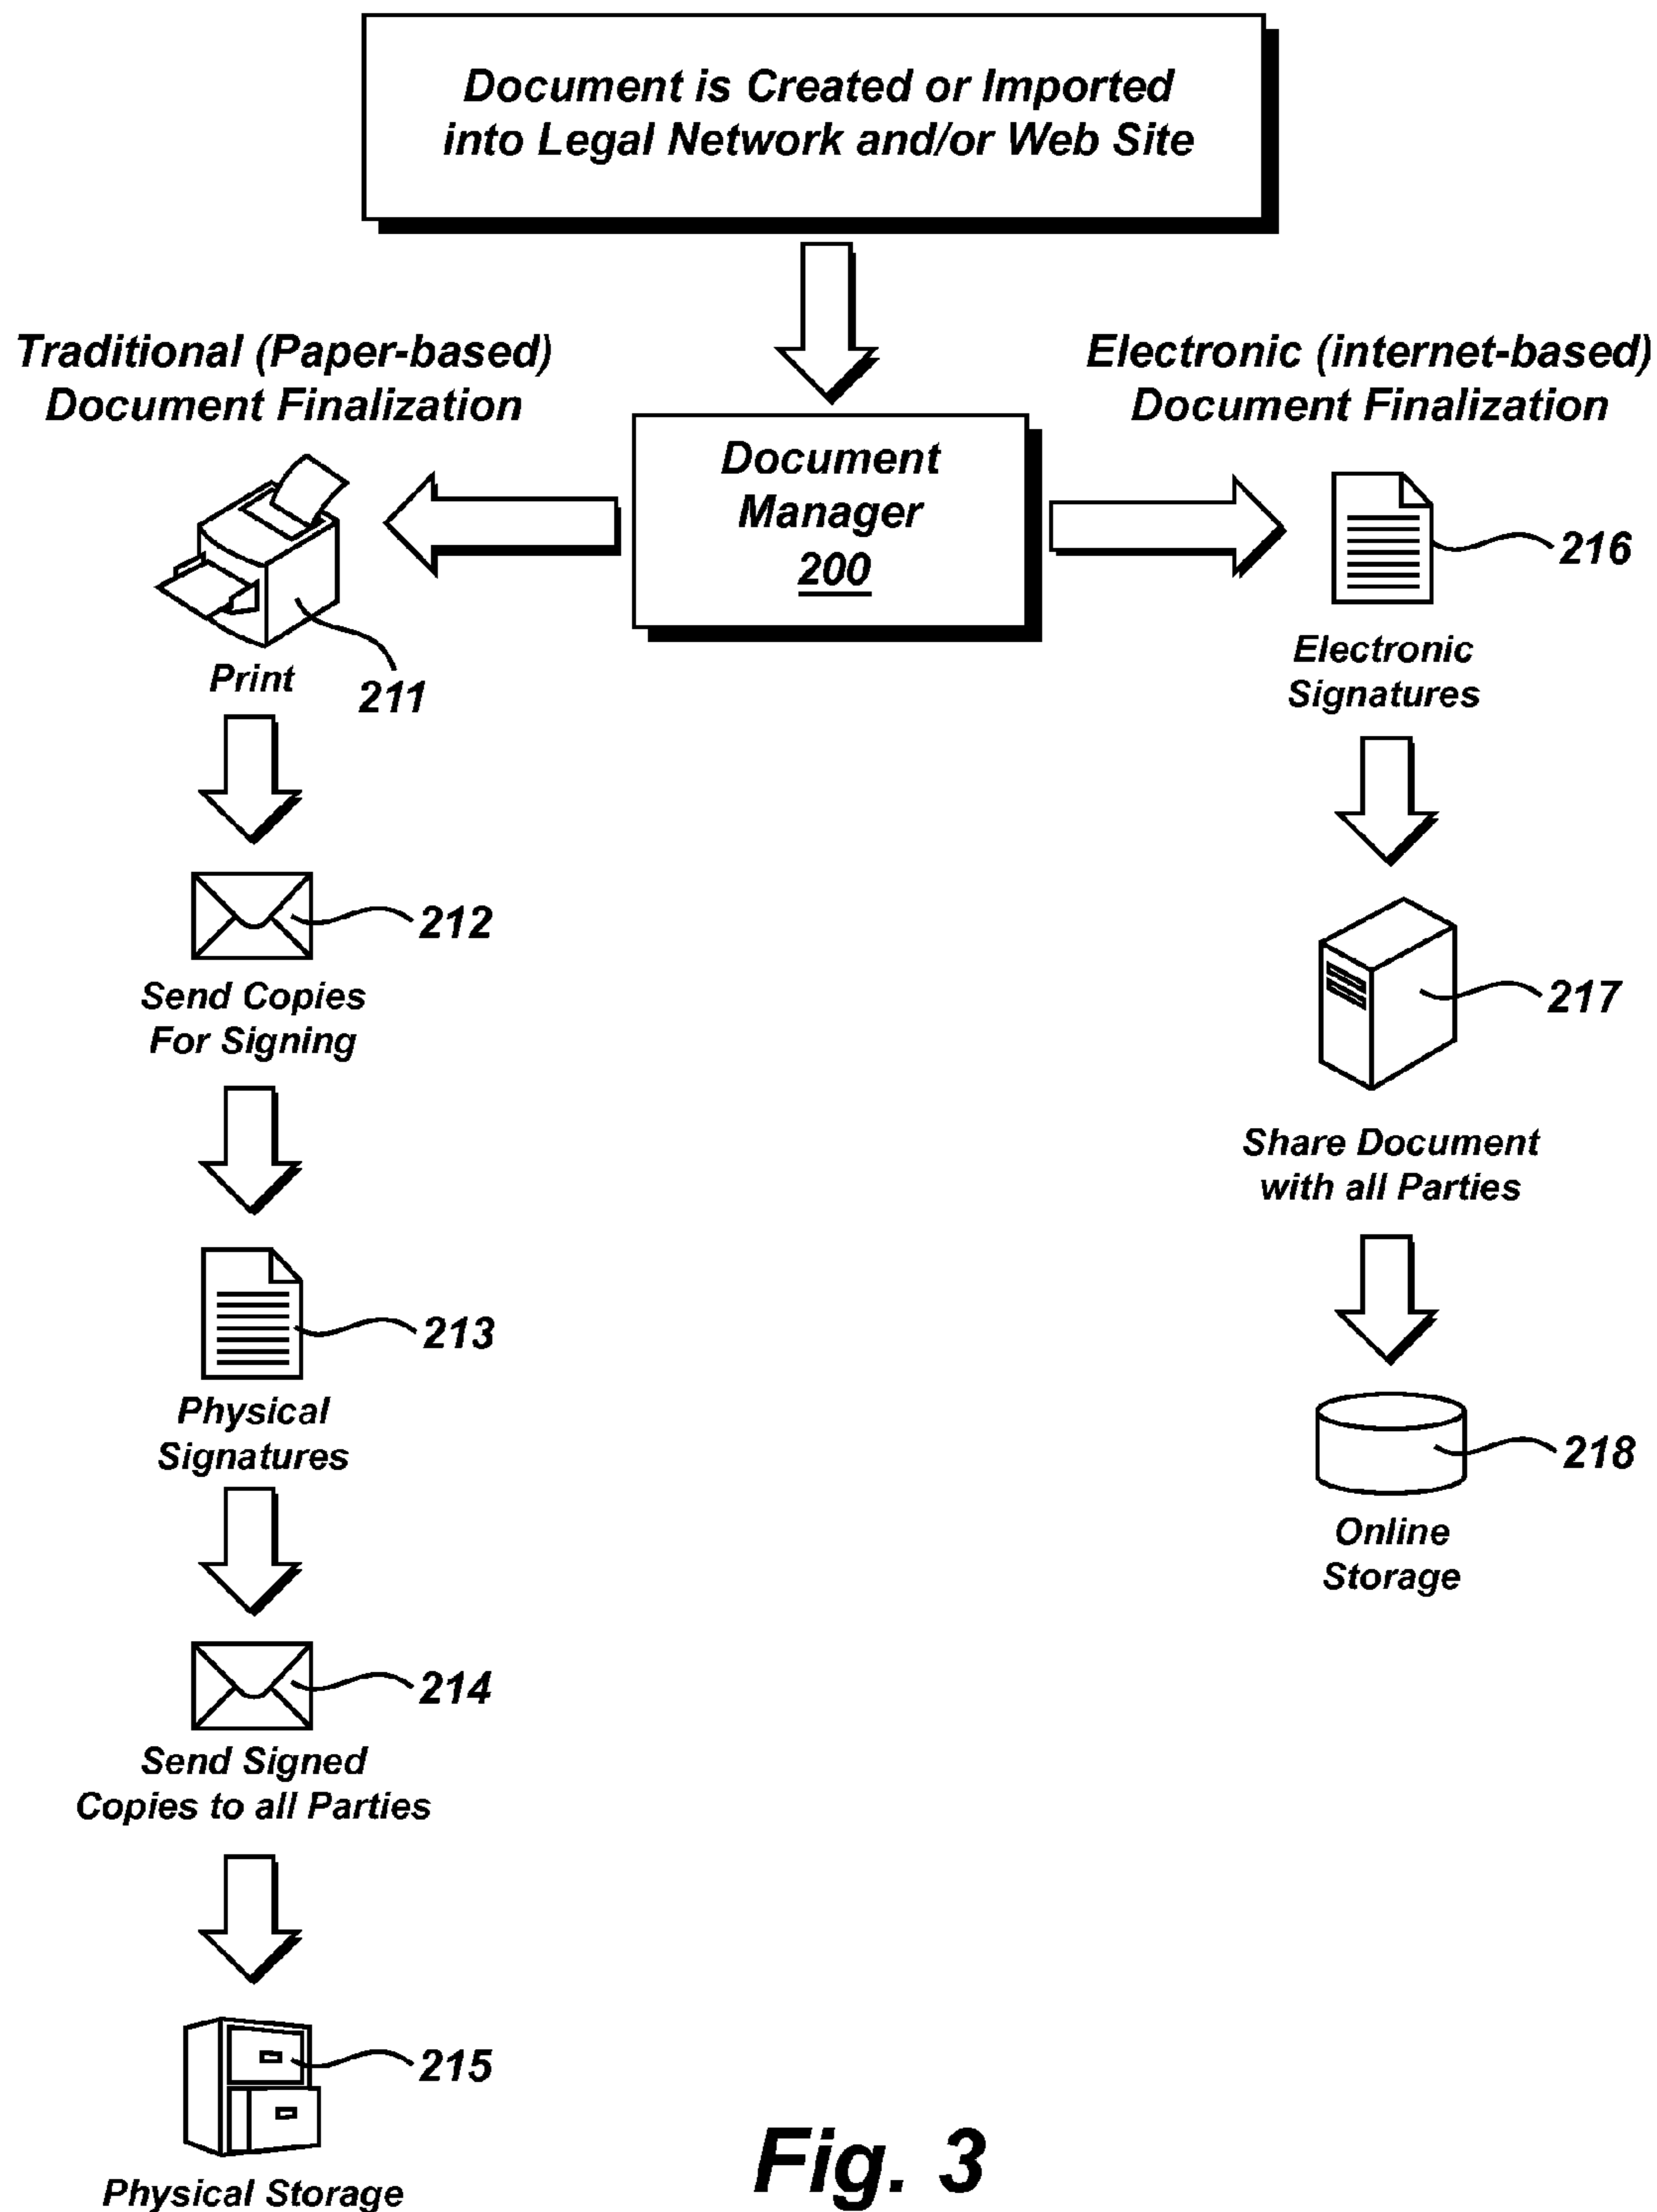 Document is Created or Imported
into Legal Network and/or Web Site
Traditional (Paper-based)
Document Finalization
Document
Manager
200
Electronic (internet-based)
Document Finalization
Print
211
212
Send Copies
For Signing
213
Physical
Signatures
214
Send Signed
Copies to all Parties
215
Physical Storage
216
Electronic
Signatures
217
Share Document
with all Parties
218
Online
Storage
Fig. 3